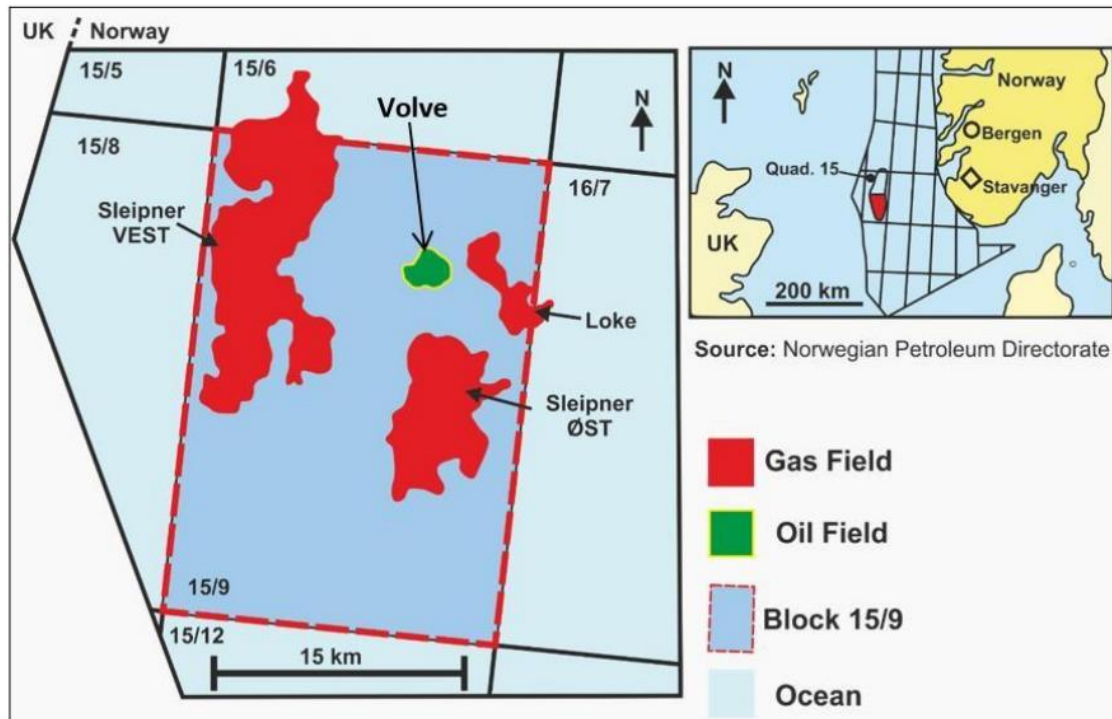 UK
Norway
15/5
15/6
Volve
N
15/8
16/7
Sleipner
VEST
Loke
Sleipner
ØST
15/9
15/12
15 km
N
Norway
Bergen
Quad. 15
Stavanger
UK
200 km
Source: Norwegian Petroleum Directorate
Gas Field
Oil Field
Block 15/9
Ocean